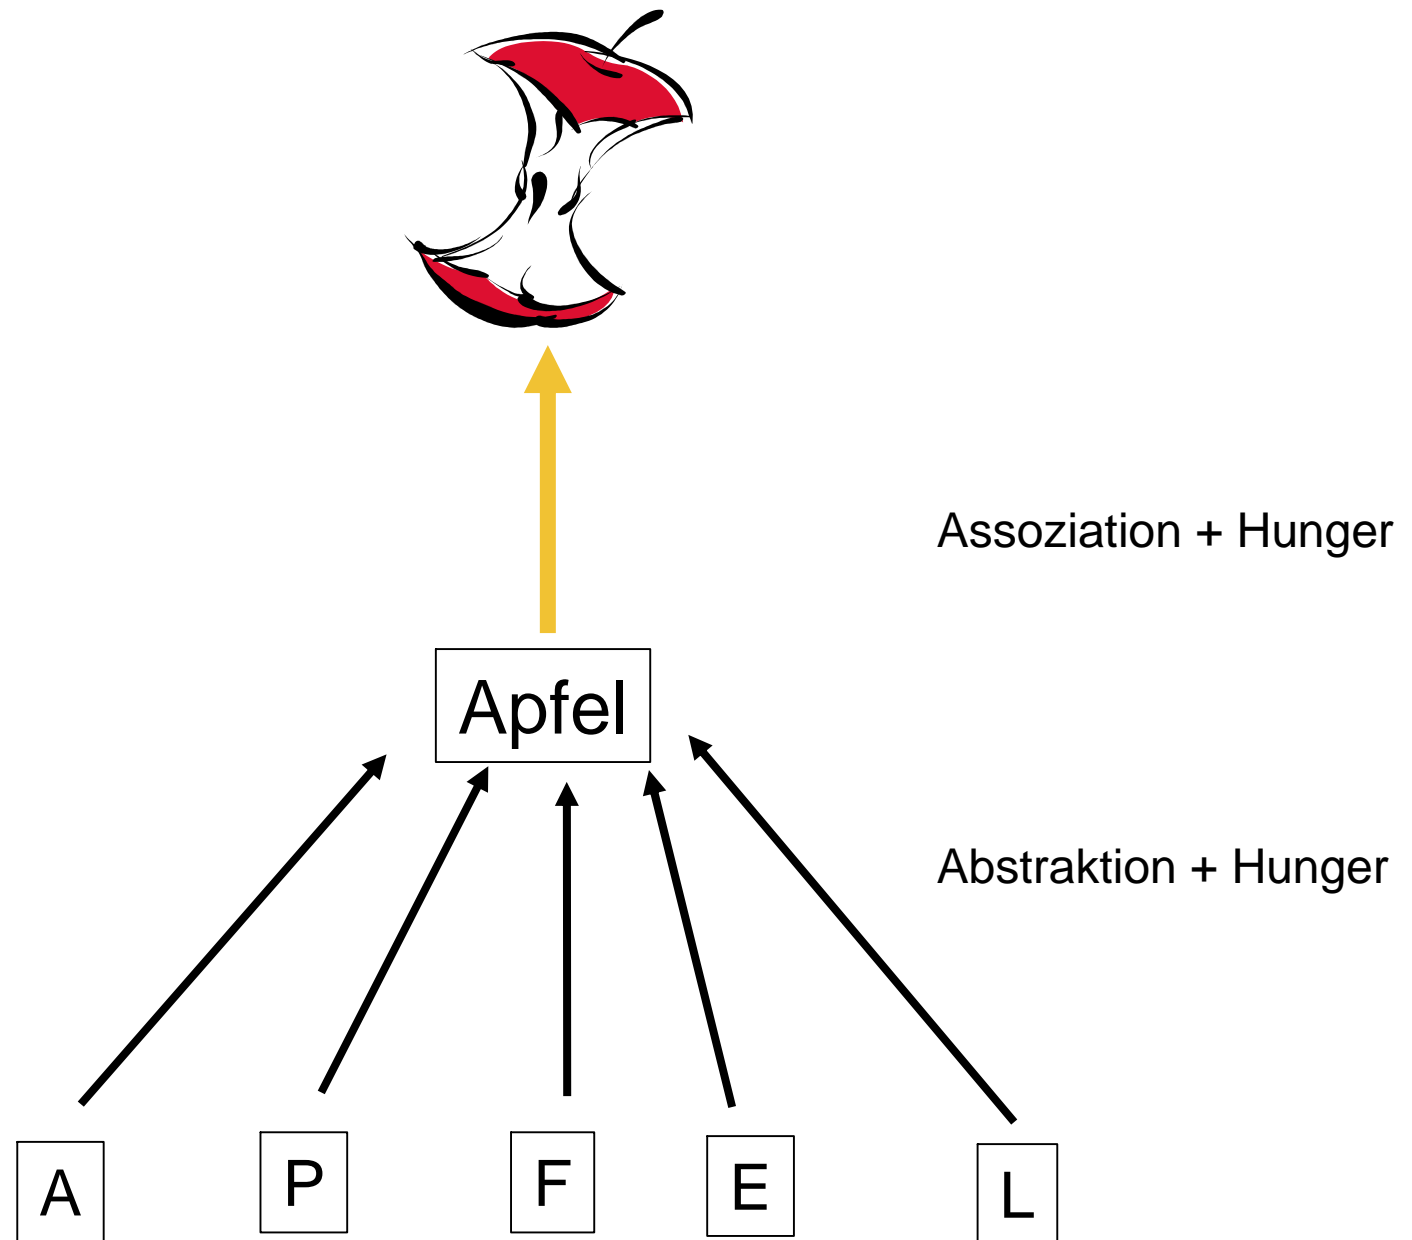 Assoziation + Hunger
Apfel
Abstraktion + Hunger
A P F E L